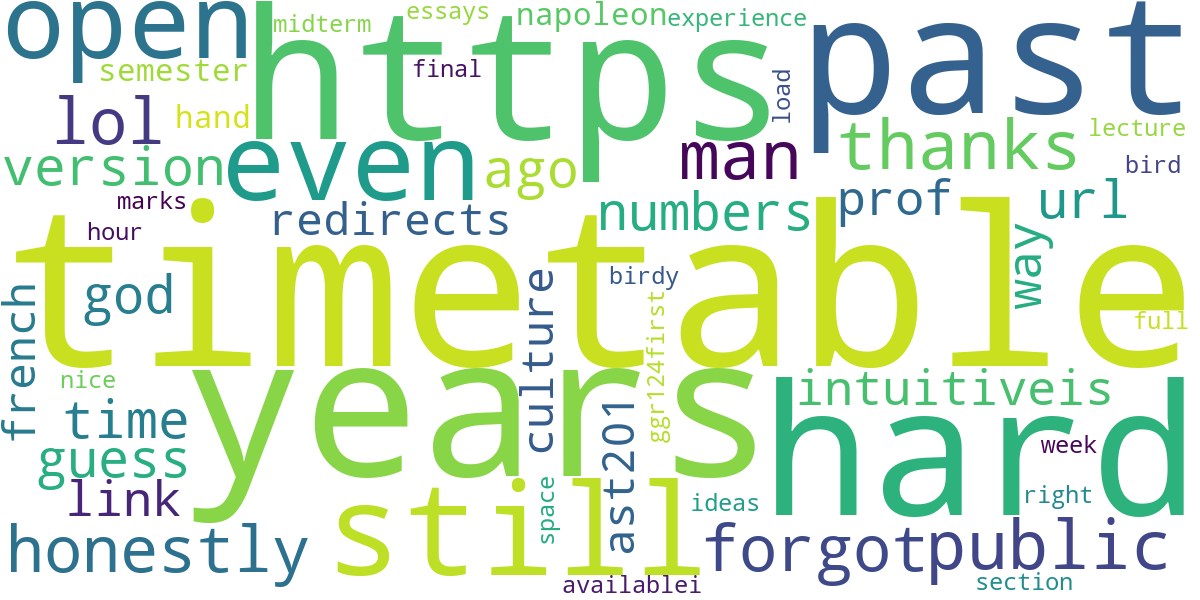 open
midterm
essays
napoleon
experience
https
past
semester
final
load
lol
hand
man
thanks
lecture
version
even
ago
bird
marks
redirects
numbers
prof
url
hour
timetable
way
god
birdy
french
culture
ggr124first
full
nice
years
hard
intuitiveis
time
ast201
guess
week
link
still
space
ideas
right
honestly
forgot
public
availablei
section